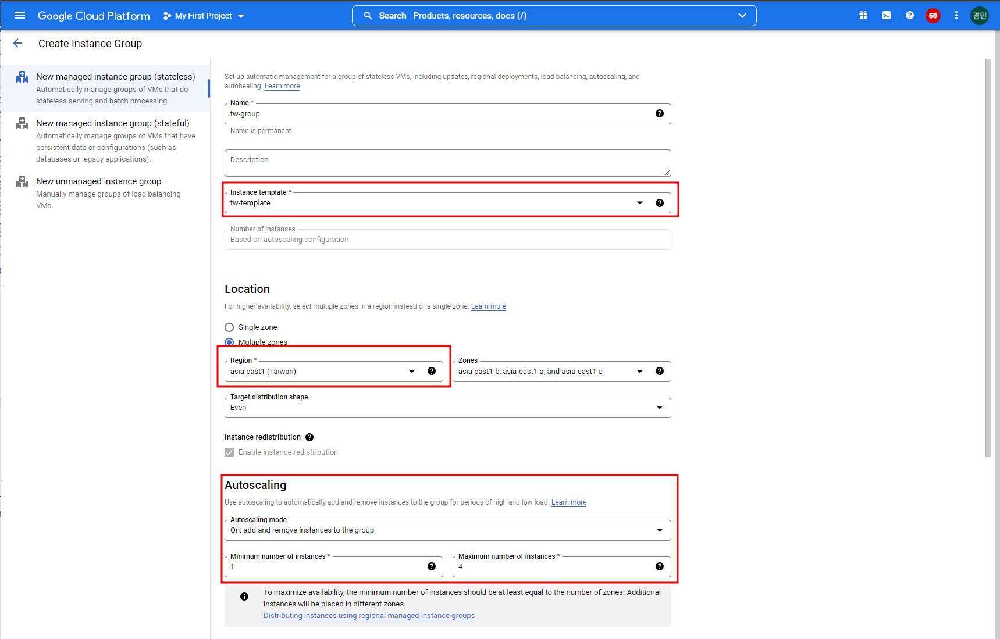 Google Cloud Platform
My First Project
Search Products, resources, docs (/)
50
경민
Create Instance Group
New managed instance group (stateless)
Automatically manage groups of VMs that do
stateless serving and batch processing.
New managed instance group (stateful)
Automatically manage groups of VMs that have
persistent data or configurations (such as
databases or legacy applications).
New unmanaged instance group
Manually manage groups of load balancing
VMs.
Set up automatic management for a group of stateless VMs, including updates, regional deployments, load balancing, autoscaling, and
autohealing. Learn more
Name *
tw-group
Name is permanent
Description
Instance template *
tw-template
Number of instances
Based on autoscaling configuration
Location
For higher availability, select multiple zones in a region instead of a single zone. Learn more
Single zone
Multiple zones
Region *
asia-east1 (Taiwan)
Zones
asia-east1-b, asia-east1-a, and asia-east1-c
Target distribution shape
Even
Instance redistribution
Enable instance redistribution
Autoscaling
Use autoscaling to automatically add and remove instances to the group for periods of high and low load. Learn more
Autoscaling mode
On: add and remove instances to the group
Minimum number of instances *
1
Maximum number of instances *
4
To maximize availability, the minimum number of instances should be at least equal to the number of zones. Additional
instances will be placed in different zones.
Distributing instances using regional managed instance groups